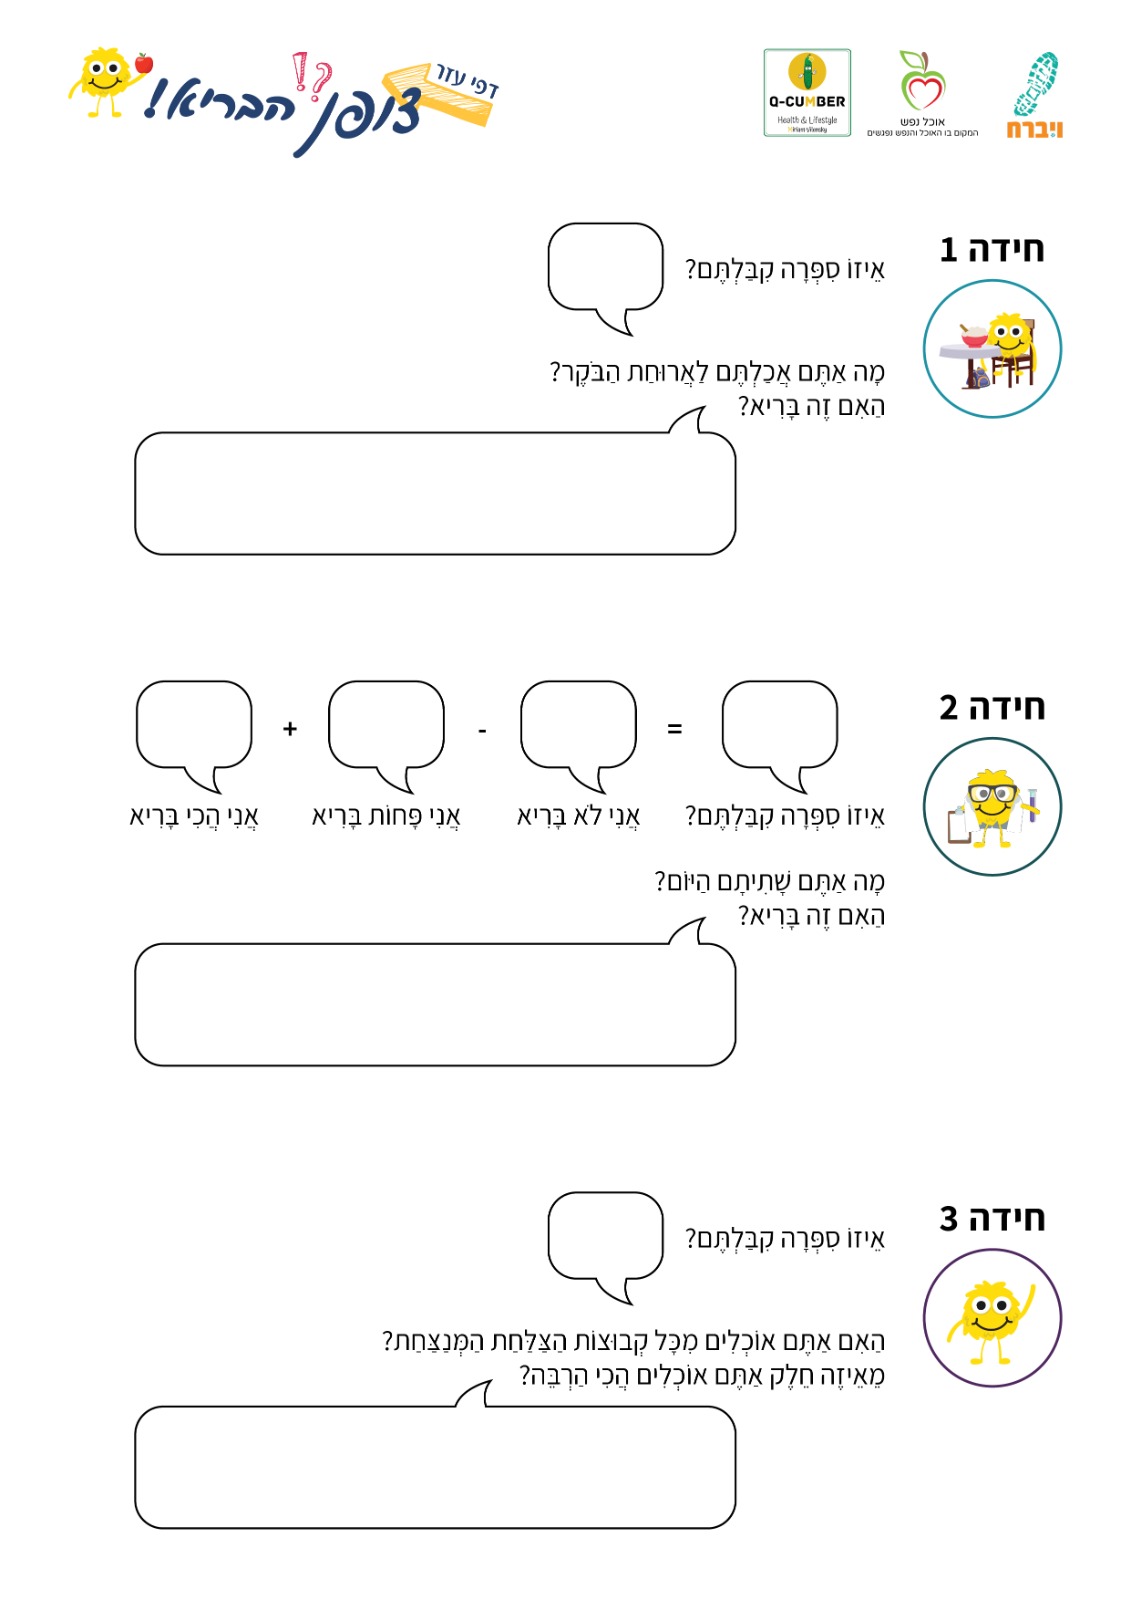 דפי עזר
צופן הבריא!
?!
Q-CUMBER
Health & Lifestyle
Miriam Vilensky
אוכל נפש
המקום בו האוכל והנפש נפגשים
ויברח
חידה 1
אֵיזוֹ סִפְּרָה קִבַּלְתֶּם?
מָה אַתֶּם אֲכַלְתֶּם לַאֲרוּחַת הַבֹּקֶר?
הַאִם זֶה בָּרִיא?
חידה 2
+ - =
אֲנִי הֲכִי בָּרִיא אֲנִי פָּחוֹת בָּרִיא אֲנִי לֹא בָּרִיא אֵיזוֹ סִפְּרָה קִבַּלְתֶּם?
מָה אַתֶּם שָׁתִיתָם הַיּוֹם?
הַאִם זֶה בָּרִיא?
חידה 3
אֵיזוֹ סִפְּרָה קִבַּלְתֶּם?
הַאִם אַתֶּם אוֹכְלִים מִכָּל קְבוּצוֹת הַצַּלַּחַת הַמְּנַצַּחַת?
מֵאֵיזֶה חֵלֶק אַתֶּם אוֹכְלִים הֲכִי הַרְבֵּה?